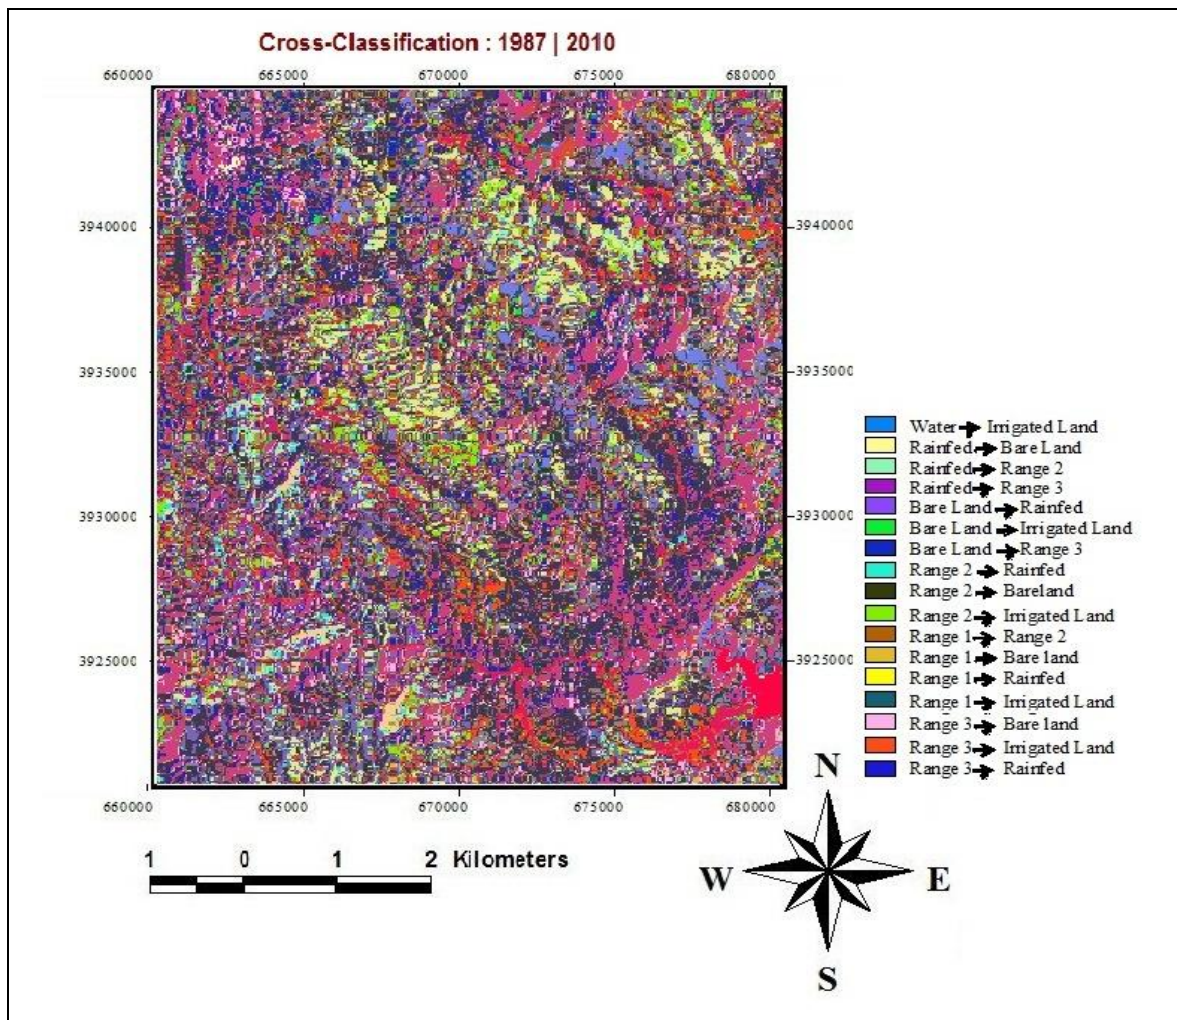 Cross-Classification : 1987 | 2010
660000 665000 670000 675000 680000
3940000 3940000
3935000 3935000
3930000 3930000
3925000 3925000
660000 665000 670000 675000 680000
Water → Irrigated Land
Rainfed → Bare Land
Rainfed → Range 2
Rainfed → Range 3
Bare Land → Rainfed
Bare Land → Irrigated Land
Bare Land → Range 3
Range 2 → Rainfed
Range 2 → Bareland
Range 2 → Irrigated Land
Range 1 → Range 2
Range 1 → Bare land
Range 1 → Rainfed
Range 1 → Irrigated Land
Range 3 → Bare land
Range 3 → Irrigated Land
Range 3 → Rainfed
1 0 1 2 Kilometers
N
W E
S